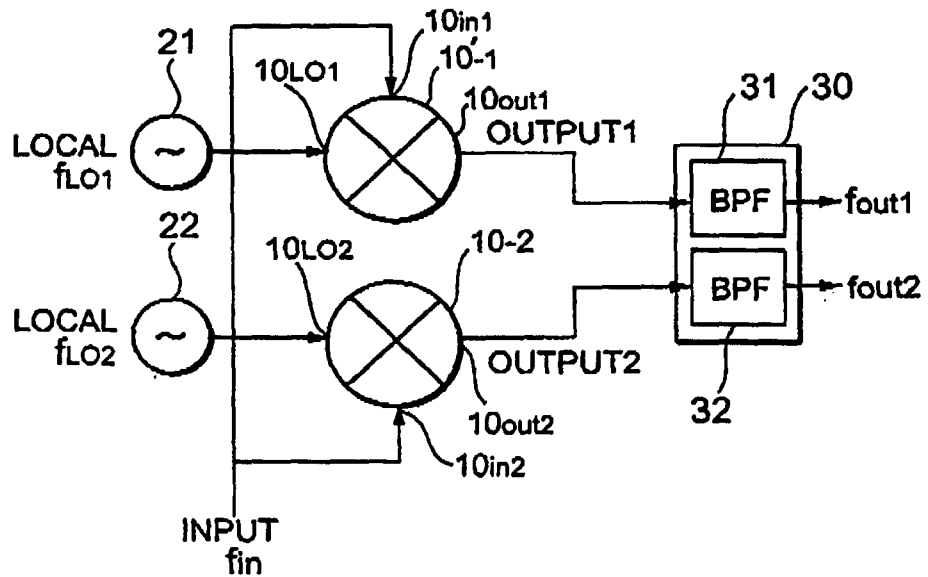 21
10in1
10'-1
10LO1
10out1
31
30
LOCAL
fLO1
~
OUTPUT1
BPF
fout1
22
10LO2
10-2
BPF
fout2
LOCAL
fLO2
~
OUTPUT2
10out2
32
10in2
INPUT
fin